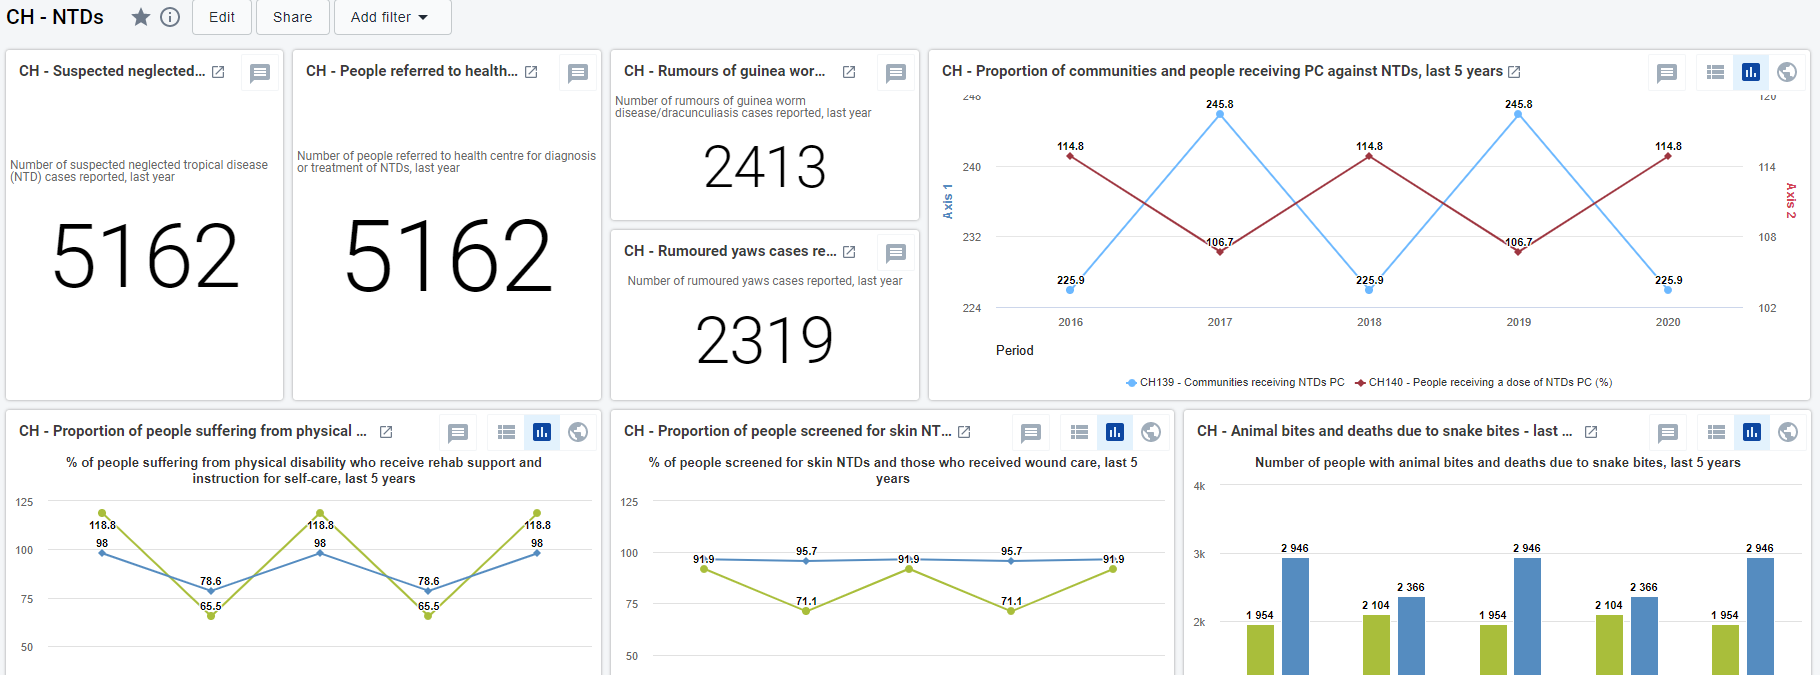 CH - NTDs
Edit
Share
Add filter
CH - Suspected neglected...
Number of suspected neglected tropical disease
(NTD) cases reported, last year
5162
CH - People referred to health...
Number of people referred to health centre for diagnosis
or treatment of NTDs, last year
5162
CH - Rumours of guinea wor...
Number of rumours of guinea worm
disease/dracunculiasis cases reported, last year
2413
CH - Rumoured yaws cases re...
Number of rumoured yaws cases reported, last year
2319
CH - Proportion of communities and people receiving PC against NTDs, last 5 years
248
240
232
224
Axis 1
120
114
108
102
Axis 2
225.9
245.8
225.9
245.8
225.9
114.8
106.7
114.8
106.7
114.8
2016
2017
2018
2019
2020
Period
CH139 - Communities receiving NTDs PC
CH140 - People receiving a dose of NTDs PC (%)
CH - Proportion of people suffering from physical ...
% of people suffering from physical disability who receive rehab support and
instruction for self-care, last 5 years
125
100
75
50
118.8
65.5
118.8
65.5
118.8
98
78.6
98
78.6
98
CH - Proportion of people screened for skin NT...
% of people screened for skin NTDs and those who received wound care, last 5
years
125
100
75
50
91.9
95.7
91.9
95.7
91.9
71.1
71.1
CH - Animal bites and deaths due to snake bites - last ...
Number of people with animal bites and deaths due to snake bites, last 5 years
4k
3k
2k
1 954
2 946
2 104
2 366
1 954
2 946
2 104
2 366
1 954
2 946